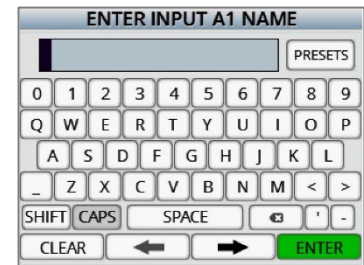 ENTER INPUT A1 NAME
PRESETS
0 1 2 3 4 5 6 7 8 9
Q W E R T Y U I O P
A S D F G H J K L
_ Z X C V B N M < >
SHIFT CAPS SPACE ' -
CLEAR ENTER